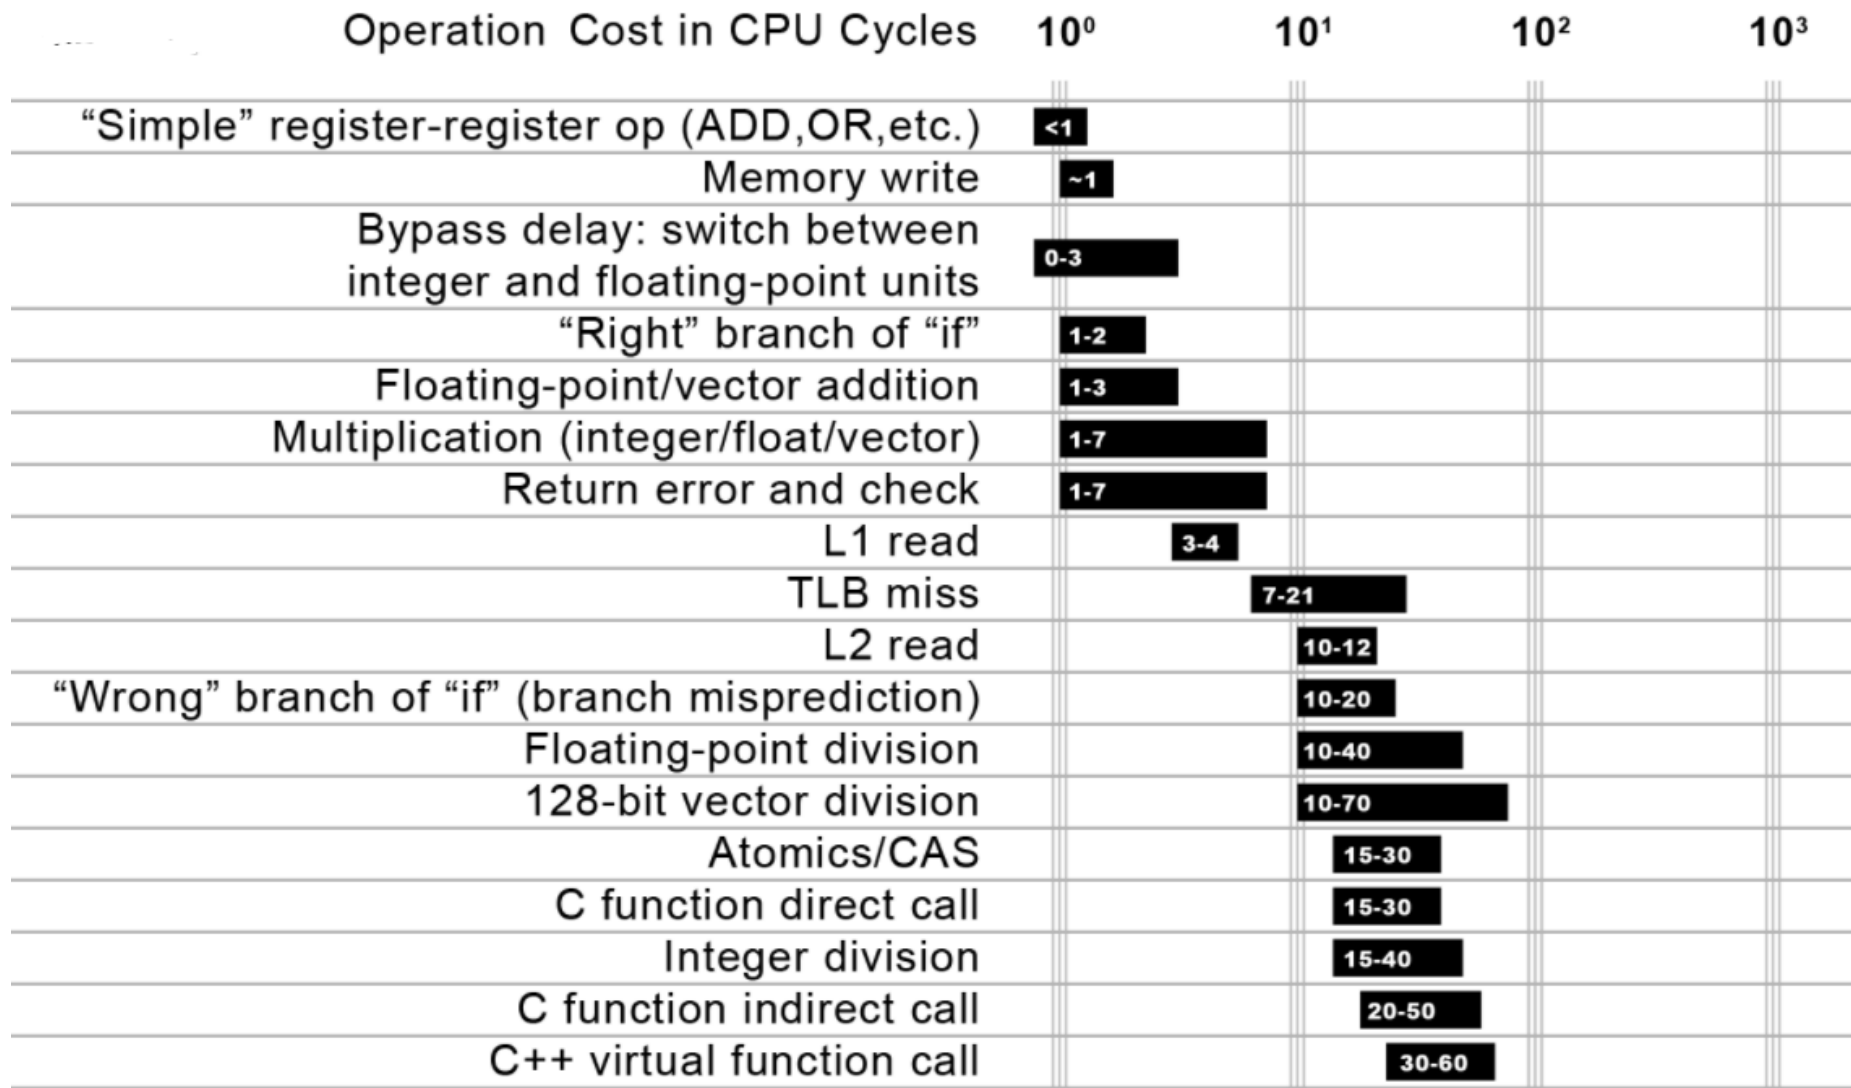 Operation Cost in CPU Cycles 10⁰ 10¹ 10² 10³
“Simple” register-register op (ADD,OR,etc.) <1
Memory write ~1
Bypass delay: switch between
integer and floating-point units 0-3
“Right” branch of “if” 1-2
Floating-point/vector addition 1-3
Multiplication (integer/float/vector) 1-7
Return error and check 1-7
L1 read 3-4
TLB miss 7-21
L2 read 10-12
“Wrong” branch of “if” (branch misprediction) 10-20
Floating-point division 10-40
128-bit vector division 10-70
Atomics/CAS 15-30
C function direct call 15-30
Integer division 15-40
C function indirect call 20-50
C++ virtual function call 30-60